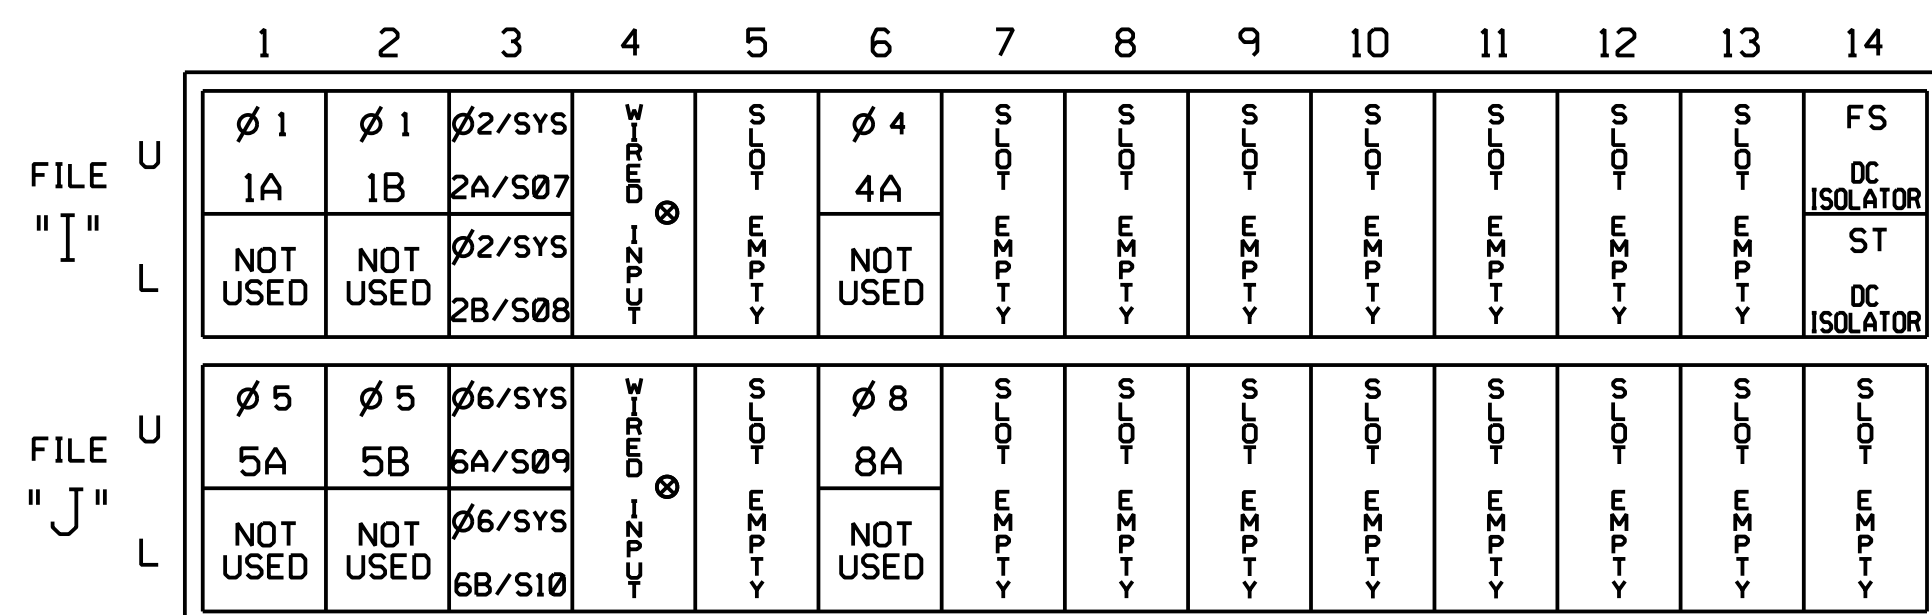 1 2 3 4 5 6 7 8 9 10 11 12 13 14
FILE "I"
U
L
Ø 1
1A
NOT
USED
Ø 1
1B
NOT
USED
Ø2/SYS
2A/S07
Ø2/SYS
2B/S08
WIRED INPUT
SLOT EMPTY
Ø 4
4A
NOT
USED
SLOT EMPTY
SLOT EMPTY
SLOT EMPTY
SLOT EMPTY
SLOT EMPTY
SLOT EMPTY
SLOT EMPTY
FS
DC
ISOLATOR
ST
DC
ISOLATOR
FILE "J"
U
L
Ø 5
5A
NOT
USED
Ø 5
5B
NOT
USED
Ø6/SYS
6A/S09
Ø6/SYS
6B/S10
WIRED INPUT
SLOT EMPTY
Ø 8
8A
NOT
USED
SLOT EMPTY
SLOT EMPTY
SLOT EMPTY
SLOT EMPTY
SLOT EMPTY
SLOT EMPTY
SLOT EMPTY
SLOT EMPTY